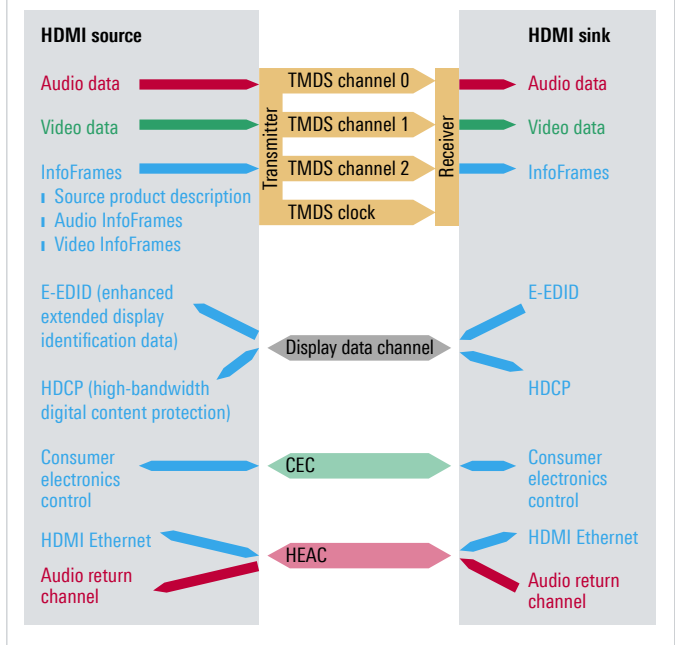 HDMI source
HDMI sink
Audio data
TMDS channel 0
Audio data
Video data
TMDS channel 1
Video data
Transmitter
Receiver
InfoFrames
TMDS channel 2
InfoFrames
Source product description
Audio InfoFrames
TMDS clock
Video InfoFrames
E-EDID (enhanced
extended display
identification data)
E-EDID
Display data channel
HDCP (high-bandwidth
digital content protection)
HDCP
Consumer
electronics
control
CEC
Consumer
electronics
control
HDMI Ethernet
HEAC
HDMI Ethernet
Audio return
channel
Audio return
channel